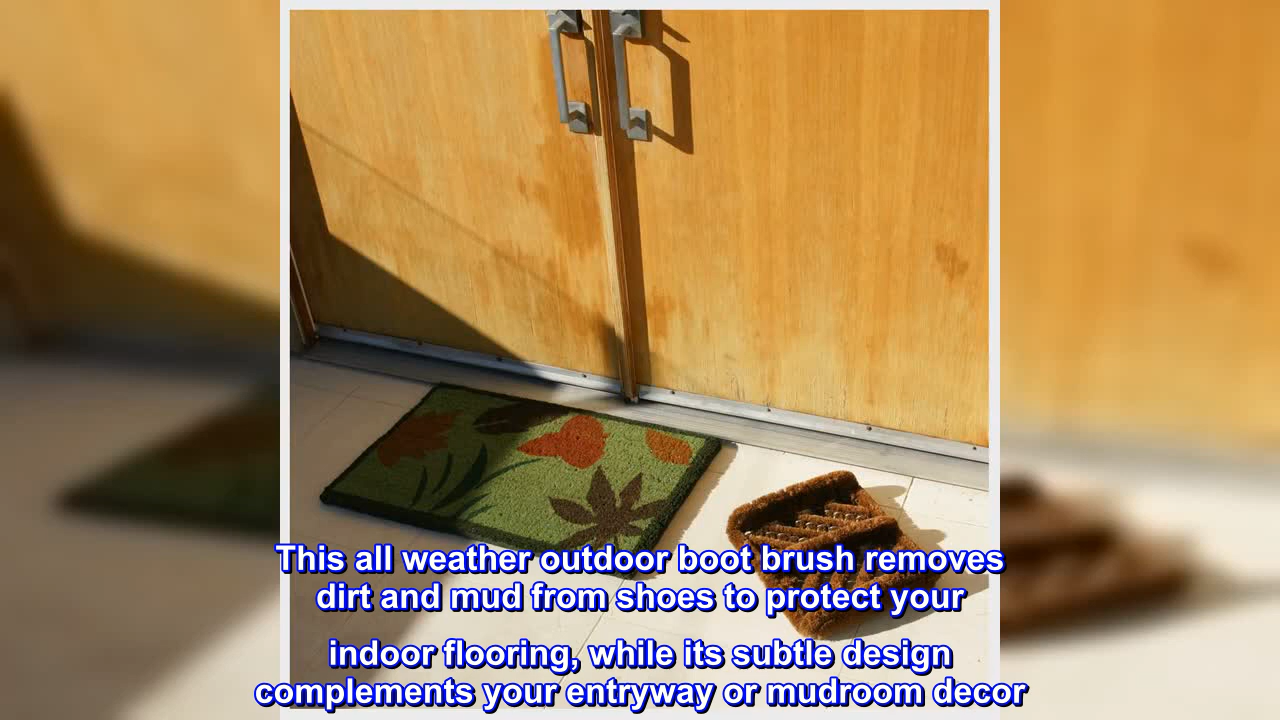 This all weather outdoor boot brush removes
dirt and mud from shoes to protect your
indoor flooring, while its subtle design
complements your entryway or mudroom decor